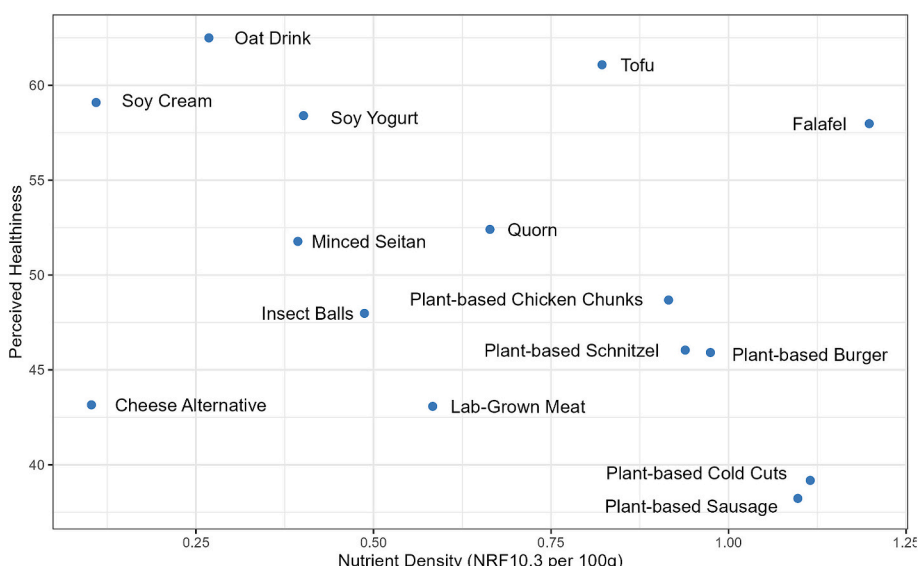 Oat Drink
Tofu
60
Soy Cream
Soy Yogurt
Falafel
55
Perceived Healthiness
Quorn
Minced Seitan
50
Plant-based Chicken Chunks
Insect Balls
Plant-based Schnitzel
Plant-based Burger
45
Cheese Alternative
Lab-Grown Meat
40
Plant-based Cold Cuts
Plant-based Sausage
0.25
0.50
0.75
1.00
1.25
Nutrient Density (NRF10.3 per 100g)